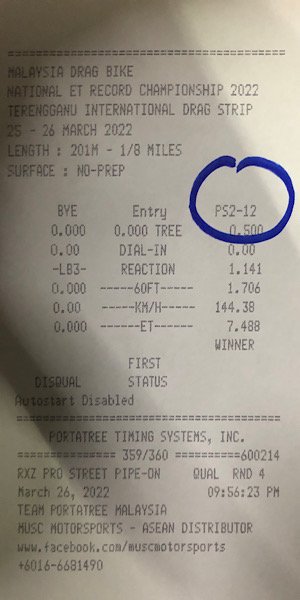 ===================================
MALAYSIA DRAG BIKE
NATIONAL ET RECORD CHAMPIONSHIP 2022
TERENGGANU INTERNATIONAL DRAG STRIP
25 - 26 MARCH 2022
LENGTH : 201M - 1/8 MILES
SURFACE : NO-PREP
BYE Entry PS2-12
0.000 0.000 TREE 0.500
0.00 DIAL-IN 0.00
-LB3- REACTION 1.141
0.000 -----60FT----- 1.706
0.00 -----KM/H----- 144.38
0.000 ------ET------ 7.488
WINNER
FIRST
DISQUAL STATUS
Autostart Disabled
===================================
PORTATREE TIMING SYSTEMS, INC.
============== 359/360 ==========600214
RXZ PRO STREET PIPE-ON QUAL RND 4
March 26, 2022 09:56:23 PM
TEAM PORTATREE MALAYSIA
MUSC MOTORSPORTS - ASEAN DISTRIBUTOR
www.facebook.com/muscmotorsports
+6016-6681490